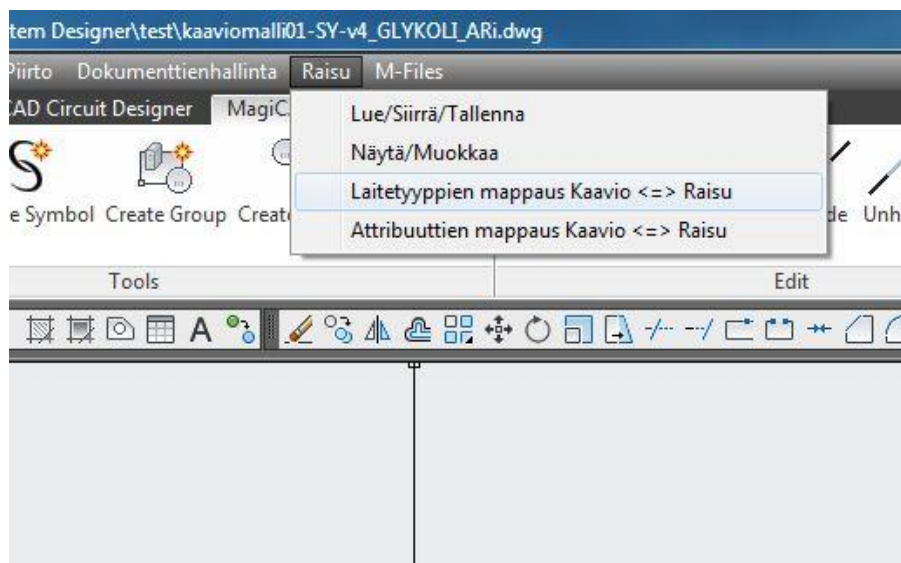 tem Designer\test\kaaviomalli01-SY-v4_GLYKOLI_ARi.dwg
Piirto Dokumenttienhallinta Raisu M-Files
AD Circuit Designer MagiC
Lue/Siirrä/Tallenna
Näytä/Muokkaa
Laitetyyppien mappaus Kaavio <=> Raisu
Attribuuttien mappaus Kaavio <=> Raisu
e Symbol Create Group Creat de Unh
Tools Edit
A